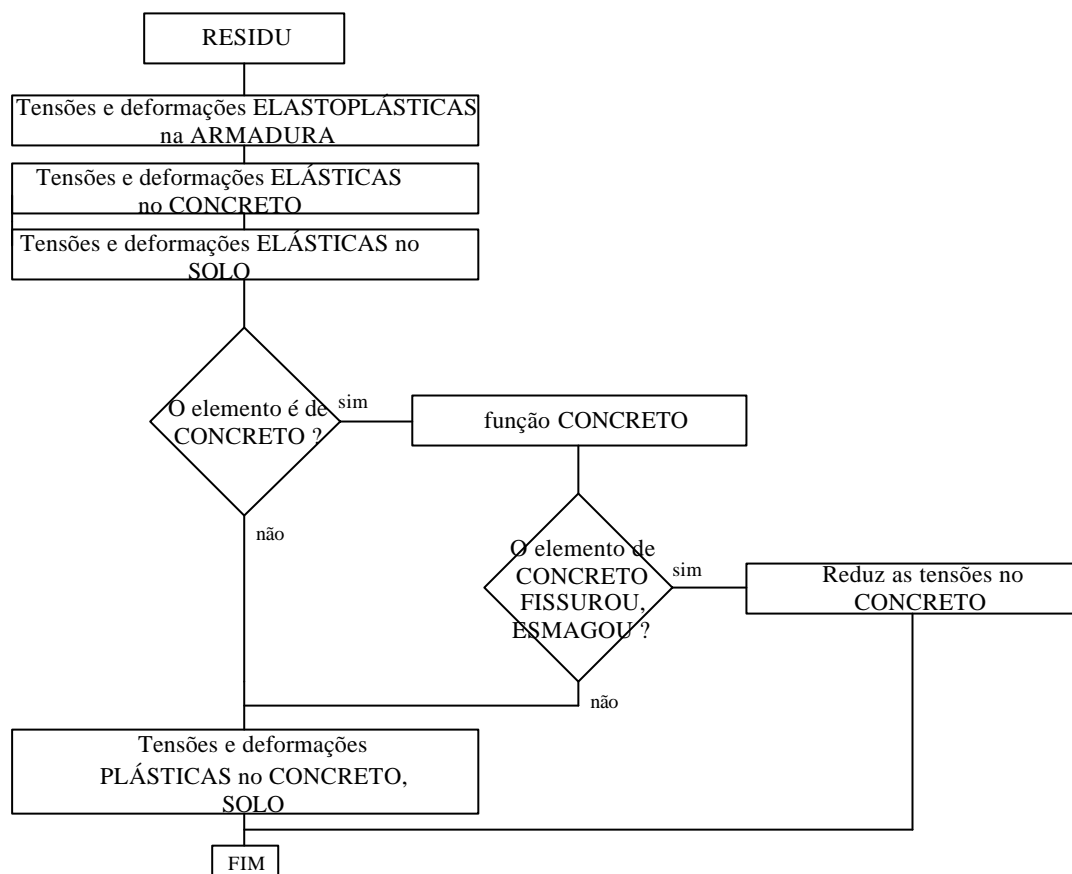 RESIDU
Tensões e deformações ELASTOPLÁSTICAS
na ARMADURA
Tensões e deformações ELÁSTICAS
no CONCRETO
Tensões e deformações ELÁSTICAS no
SOLO
O elemento é de
CONCRETO ?
sim
função CONCRETO
não
O elemento de
CONCRETO
FISSUROU,
ESMAGOU ?
sim
Reduz as tensões no
CONCRETO
não
Tensões e deformações
PLÁSTICAS no CONCRETO,
SOLO
FIM